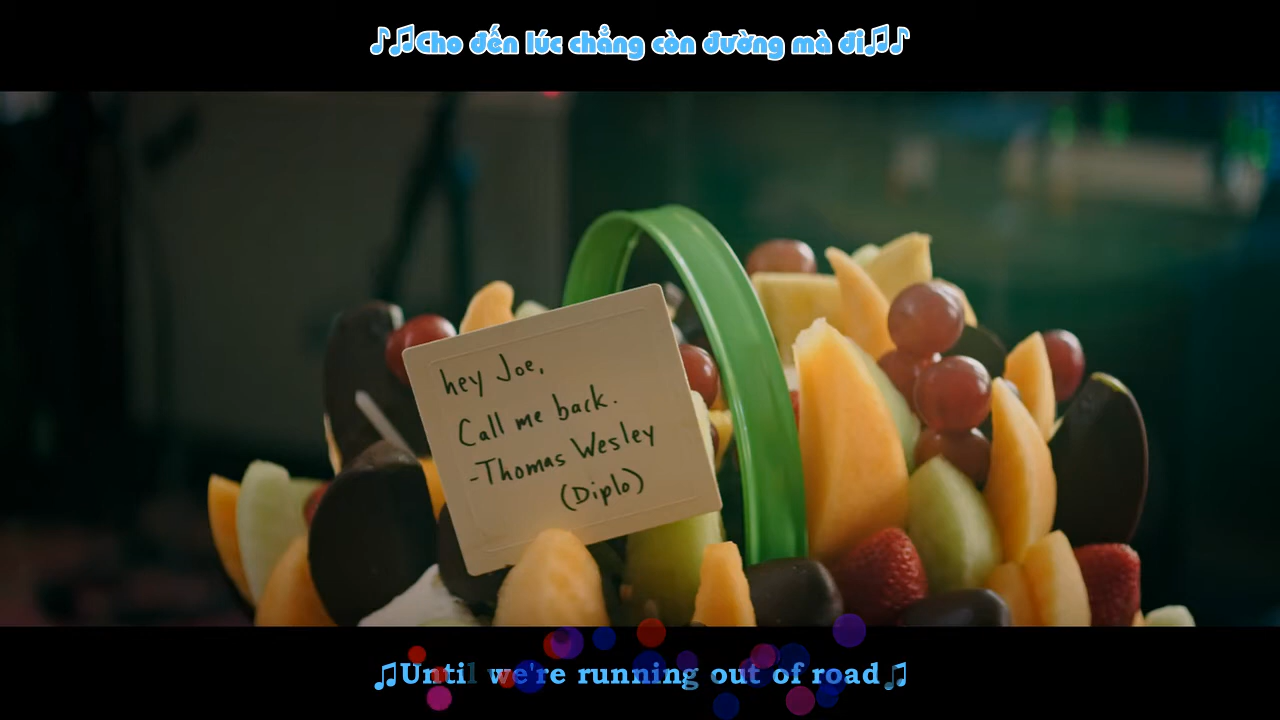 ♪♫Cho đến lúc chẳng còn đường mà đi♫♪
hey Joe,
Call me back.
-Thomas Wesley
(Diplo)
♫Until we're running out of road♫